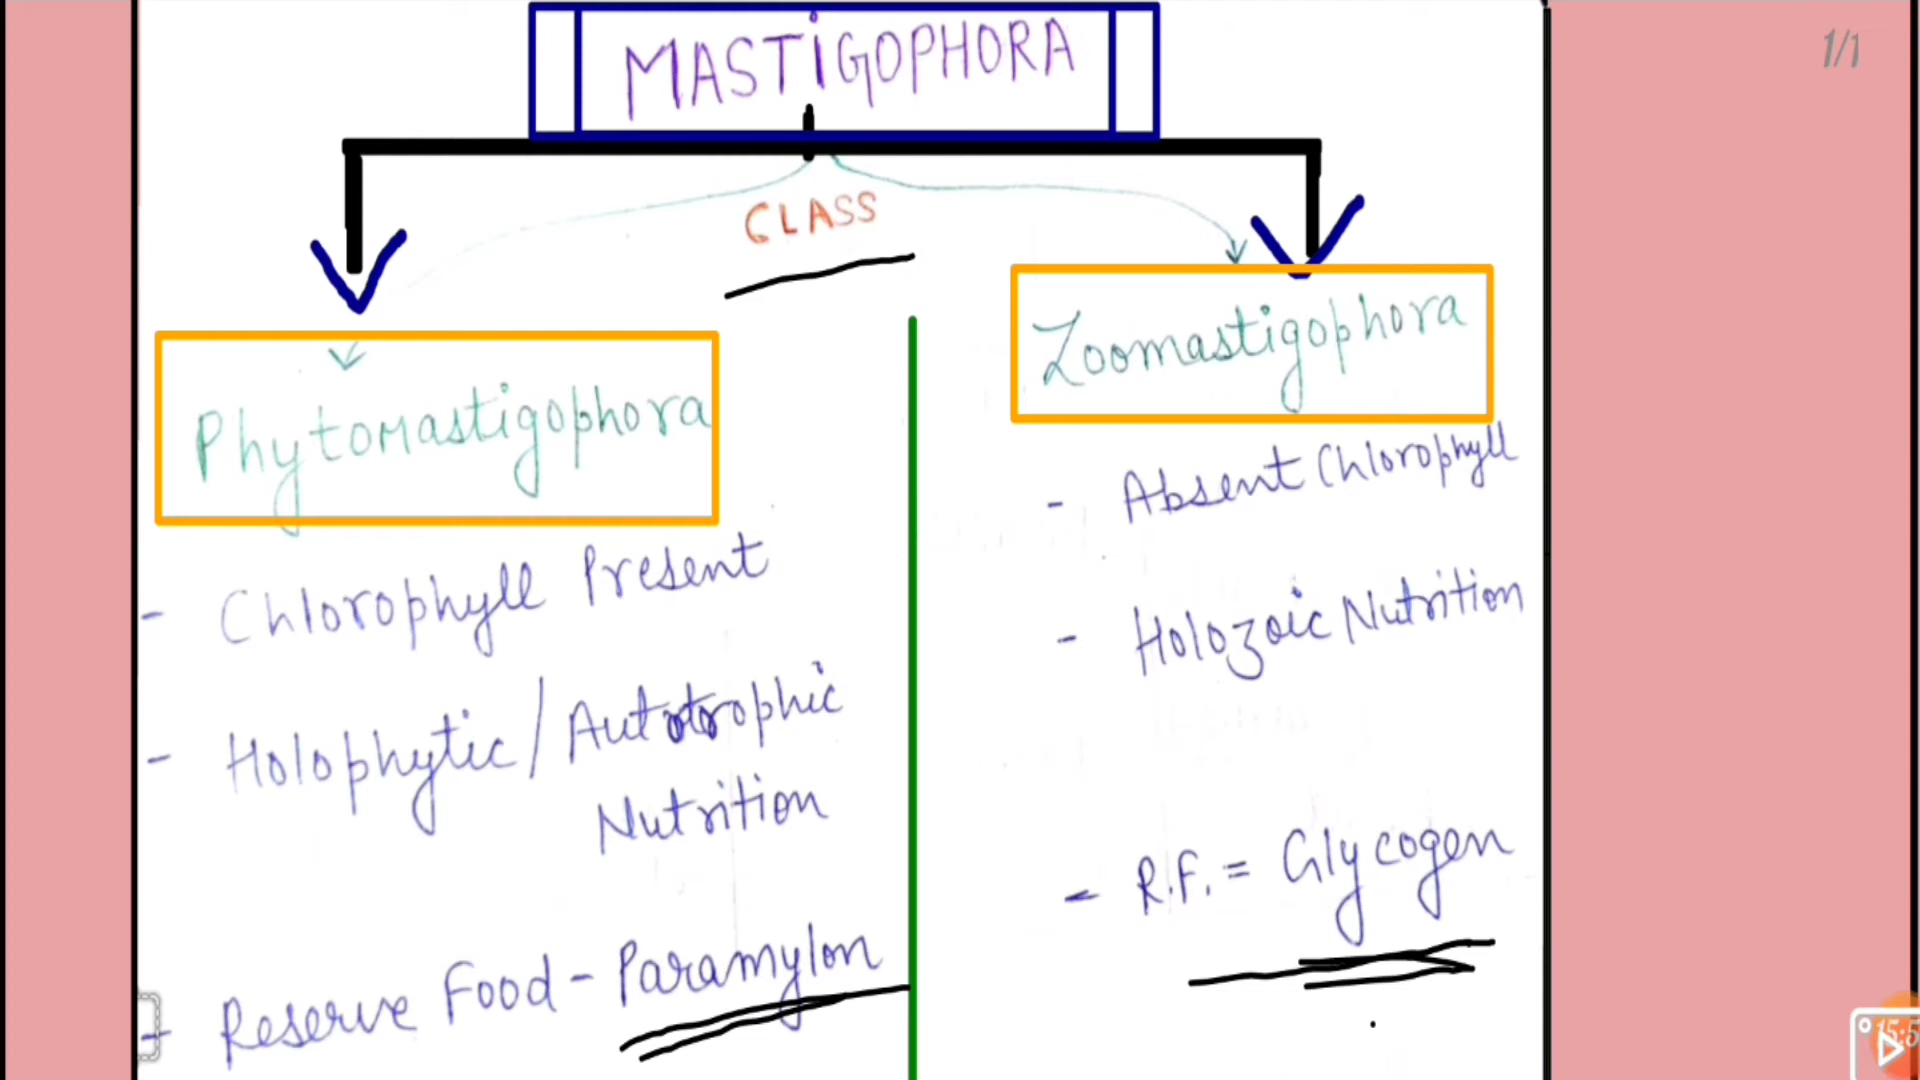 MASTIGOPHORA
1/1
CLASS
Phytomastigophora
- Chlorophyll Present
- Holophytic/Autotrophic
Nutrition
- Reserve Food - Paramylon
Zoomastigophora
- Absent Chlorophyll
- Holozoic Nutrition
- R.F. = Glycogen